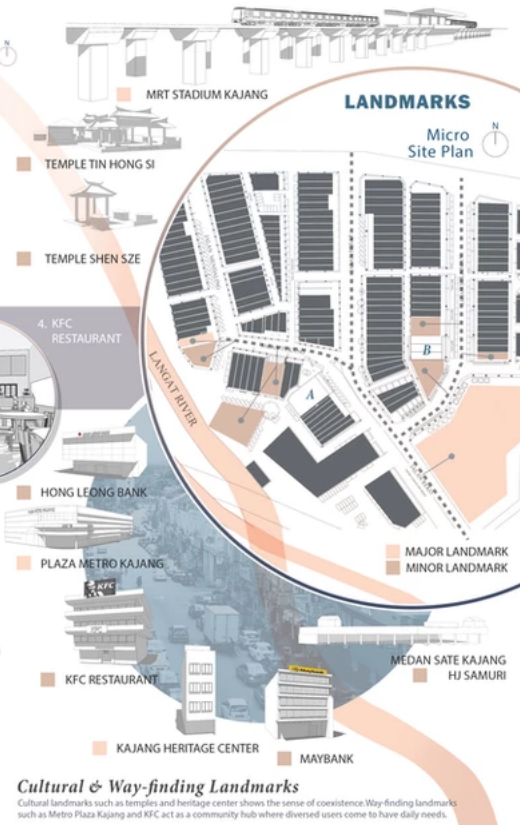 N
MRT STADIUM KAJANG
LANDMARKS
Micro
Site Plan
N
TEMPLE TIN HONG SI
TEMPLE SHEN SZE
4. KFC
RESTAURANT
LANGAT RIVER
A
B
HONG LEONG BANK
PLAZA METRO KAJANG
MAJOR LANDMARK
MINOR LANDMARK
KFC
KFC RESTAURANT
MEDAN SATE KAJANG
HJ SAMURI
KAJANG HERITAGE CENTER
MAYBANK
Cultural & Way-finding Landmarks
Cultural landmarks such as temples and heritage center shows the sense of coexistence.Way-finding landmarks
such as Metro Plaza Kajang and KFC act as a community hub where diversed users come to have daily needs.